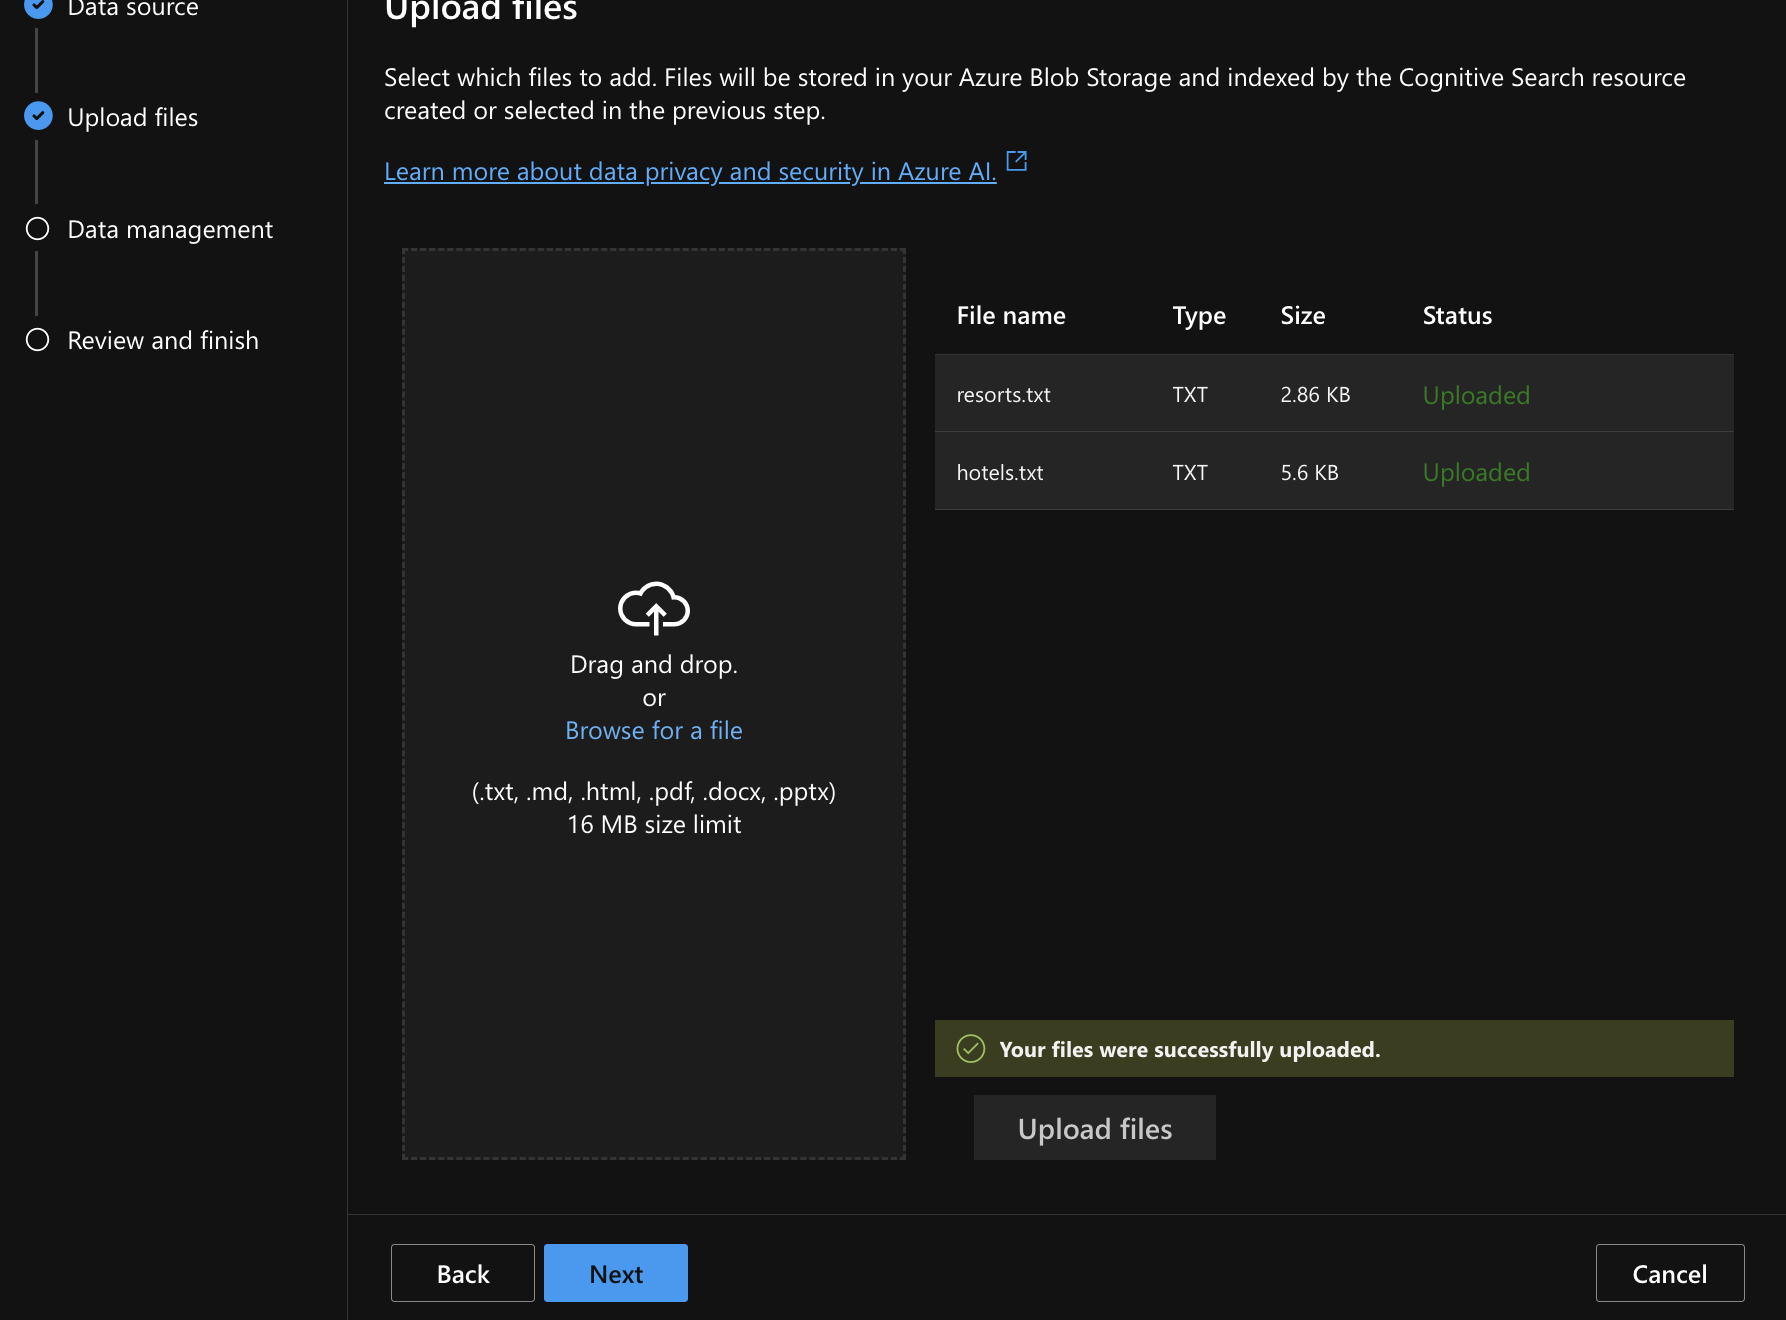 Data source
Upload files
Data management
Review and finish
Upload files
Select which files to add. Files will be stored in your Azure Blob Storage and indexed by the Cognitive Search resource
created or selected in the previous step.
Learn more about data privacy and security in Azure AI.
Drag and drop.
or
Browse for a file
(.txt, .md, .html, .pdf, .docx, .pptx)
16 MB size limit
File name Type Size Status
resorts.txt TXT 2.86 KB Uploaded
hotels.txt TXT 5.6 KB Uploaded
Your files were successfully uploaded.
Upload files
Back Next Cancel